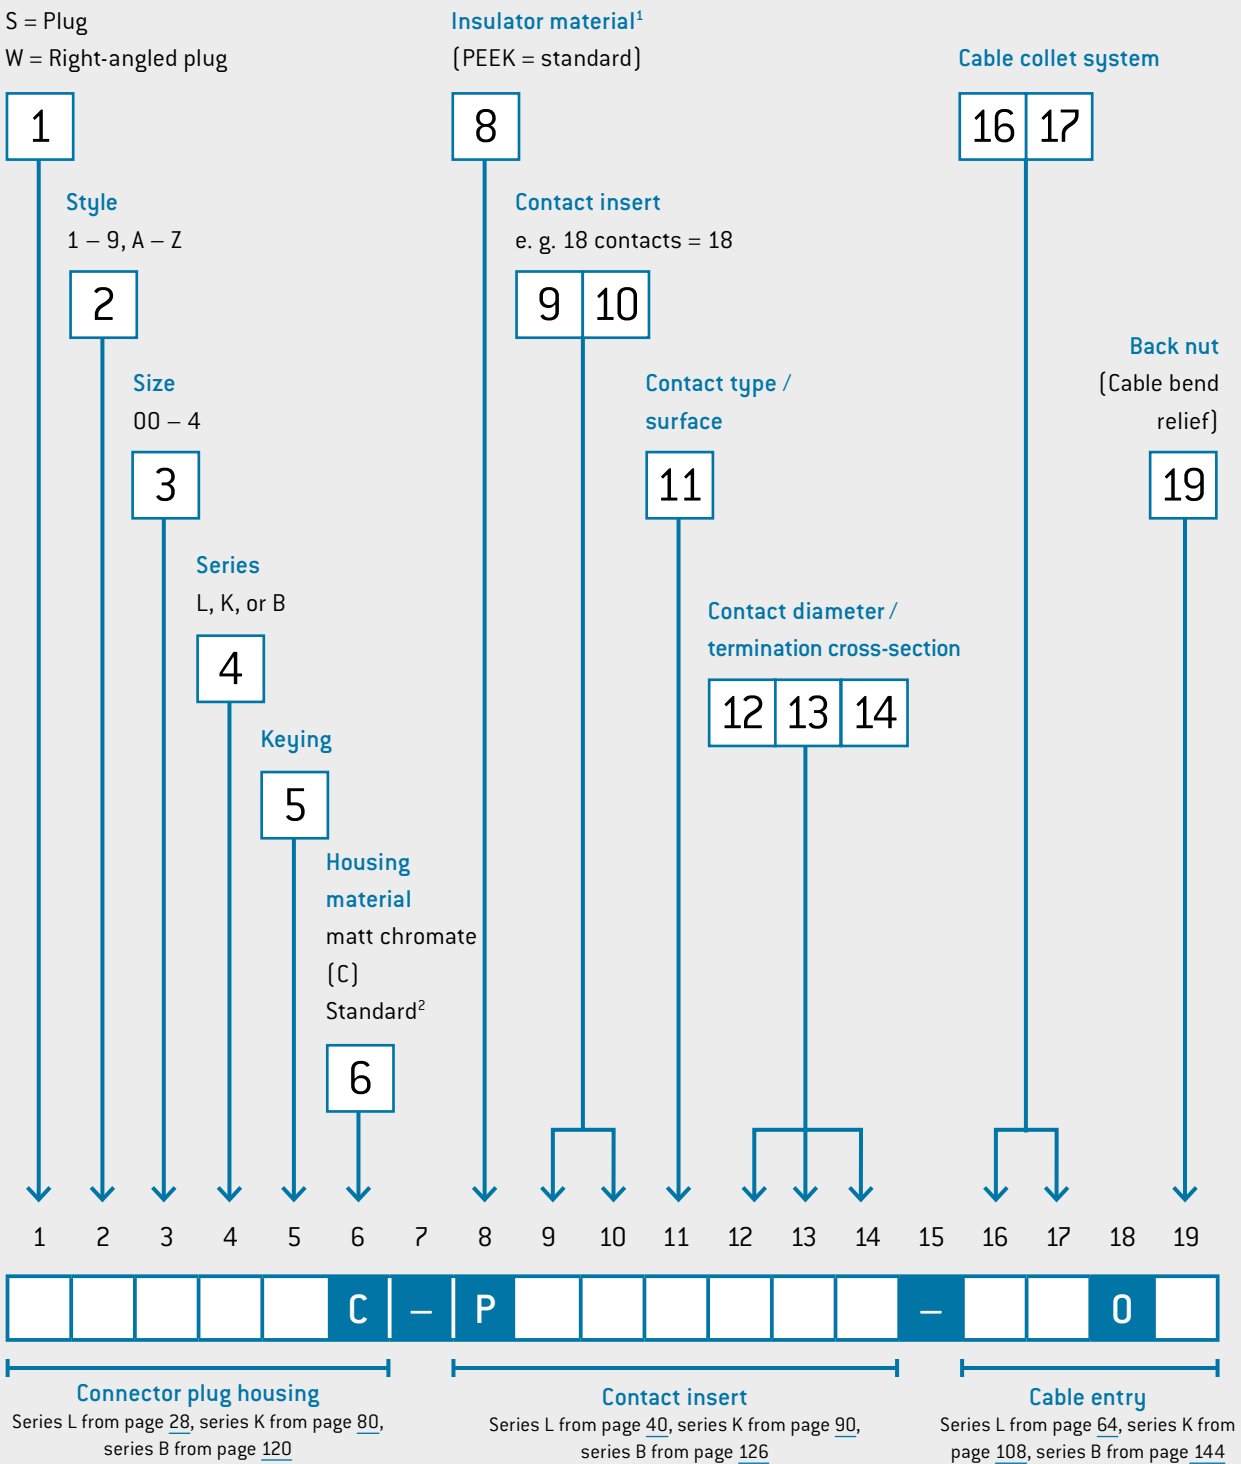 S = Plug
W = Right-angled plug
1
Style
1 – 9, A – Z
2
Size
00 – 4
3
Series
L, K, or B
4
Keying
5
Housing
material
matt chromate
(C)
Standard²
6
Insulator material¹
(PEEK = standard)
8
Contact insert
e. g. 18 contacts = 18
9 10
Contact type /
surface
11
Contact diameter /
termination cross-section
12 13 14
Cable collet system
16 17
Back nut
(Cable bend
relief)
19
1 2 3 4 5 6 7 8 9 10 11 12 13 14 15 16 17 18 19
C – P – 0
Connector plug housing
Series L from page 28, series K from page 80,
series B from page 120
Contact insert
Series L from page 40, series K from page 90,
series B from page 126
Cable entry
Series L from page 64, series K from
page 108, series B from page 144